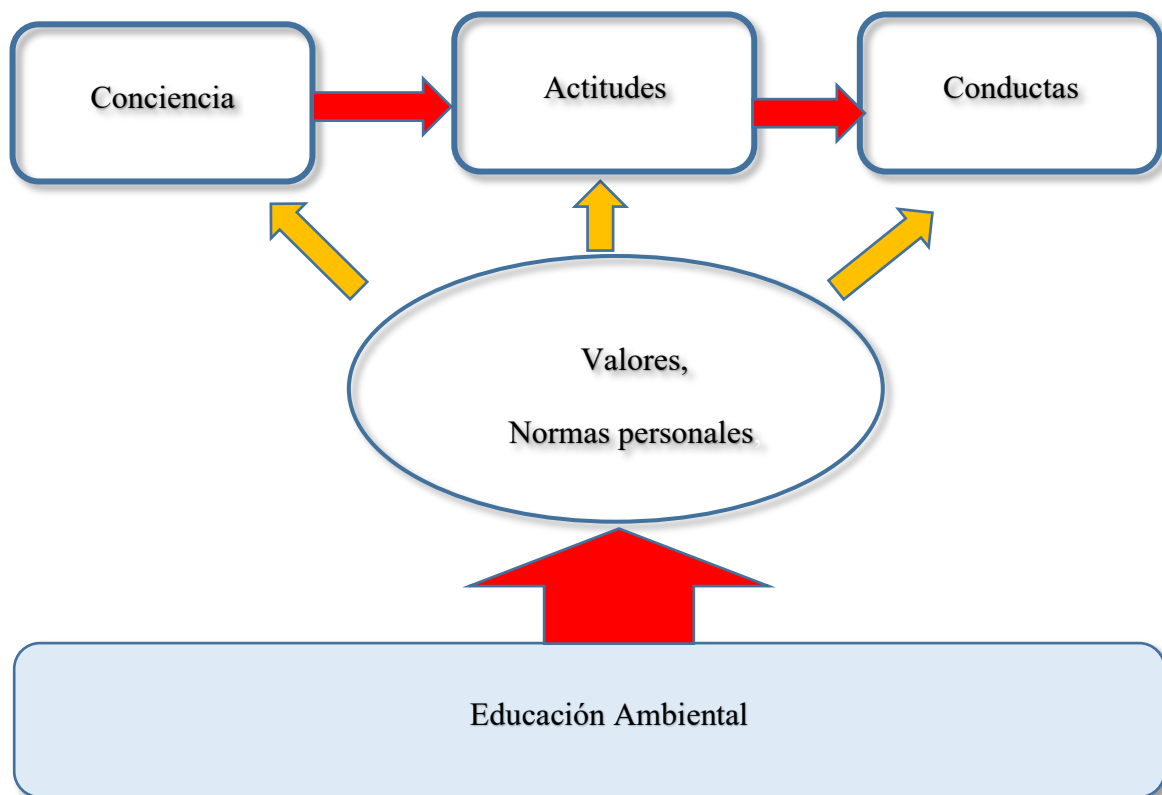 Conciencia
Actitudes
Conductas
Valores,
Normas personales,
Educación Ambiental